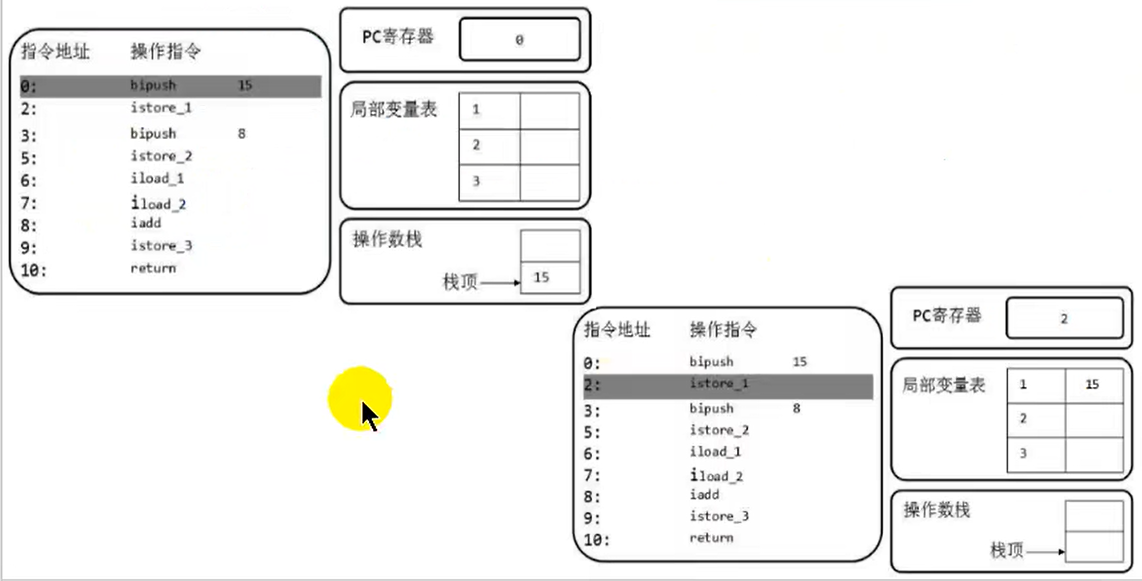 指令地址 操作指令
0: bipush 15
2: istore_1
3: bipush 8
5: istore_2
6: iload_1
7: iload_2
8: iadd
9: istore_3
10: return
PC寄存器 0
局部变量表 1
2
3
操作数栈
栈顶 15
指令地址 操作指令
0: bipush 15
2: istore_1
3: bipush 8
5: istore_2
6: iload_1
7: iload_2
8: iadd
9: istore_3
10: return
PC寄存器 2
局部变量表 1 15
2
3
操作数栈
栈顶